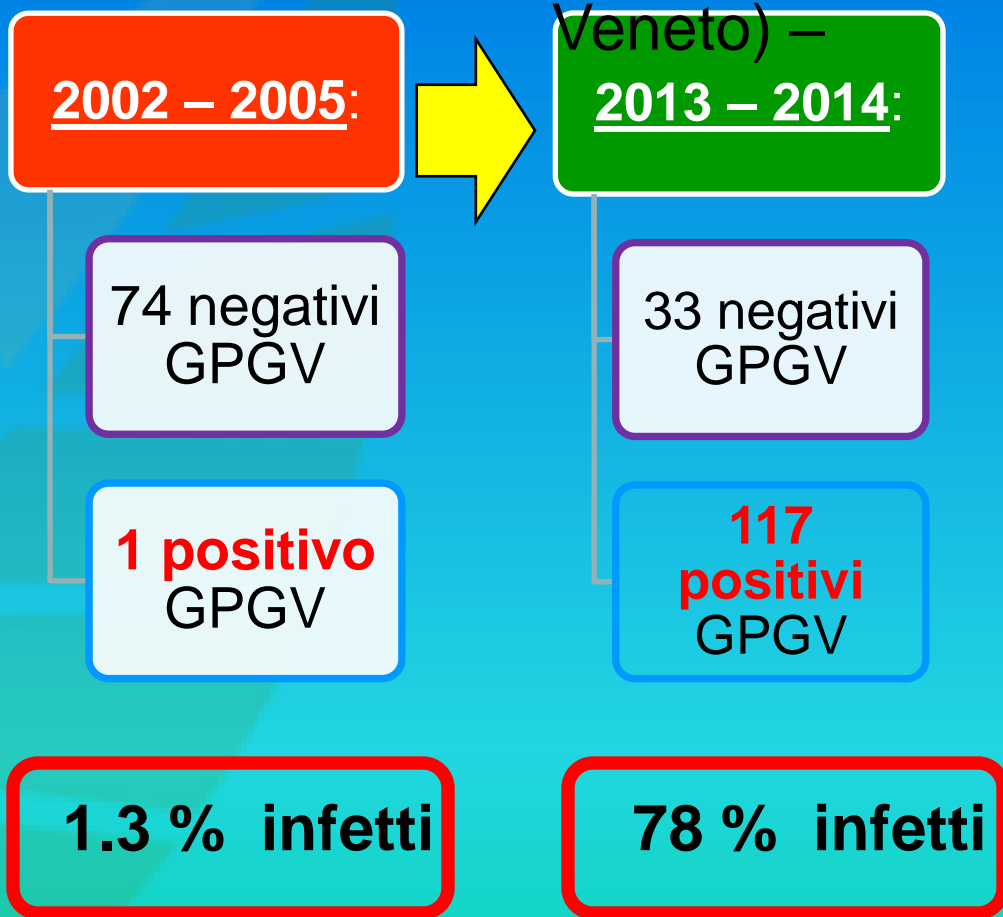 Veneto) –
2002 – 2005:
74 negativi
GPGV
1 positivo
GPGV
1.3 % infetti
2013 – 2014:
33 negativi
GPGV
117
positivi
GPGV
78 % infetti